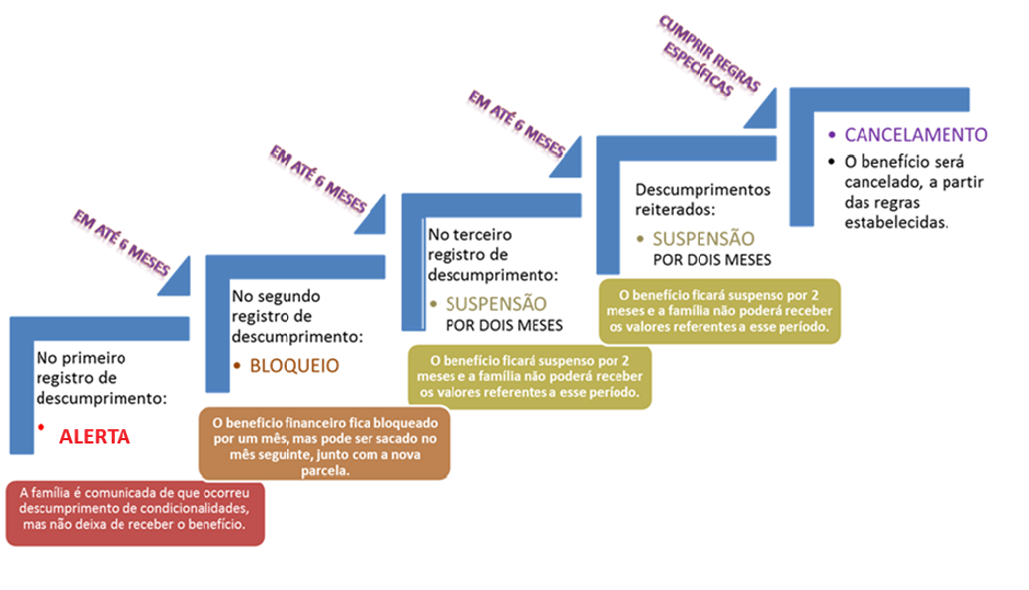 No primeiro
registro de
descumprimento:
• ALERTA
A família é comunicada de que ocorreu
descumprimento de condicionalidades,
mas não deixa de receber o benefício.
EM ATÉ 6 MESES
No segundo
registro de
descumprimento:
• BLOQUEIO
O beneficio financeiro fica bloqueado
por um mês, mas pode ser sacado no
mês seguinte, junto com a nova
parcela.
EM ATÉ 6 MESES
No terceiro
registro de
descumprimento:
• SUSPENSÃO
POR DOIS MESES
O benefício ficará suspenso por 2
meses e a família não poderá receber
os valores referentes a esse período.
EM ATÉ 6 MESES
Descumprimentos
reiterados:
• SUSPENSÃO
POR DOIS MESES
O benefício ficará suspenso por 2
meses e a família não poderá receber
os valores referentes a esse período.
CUMPRIR REGRAS
ESPECÍFICAS
• CANCELAMENTO
• O benefício será
cancelado, a partir
das regras
estabelecidas.